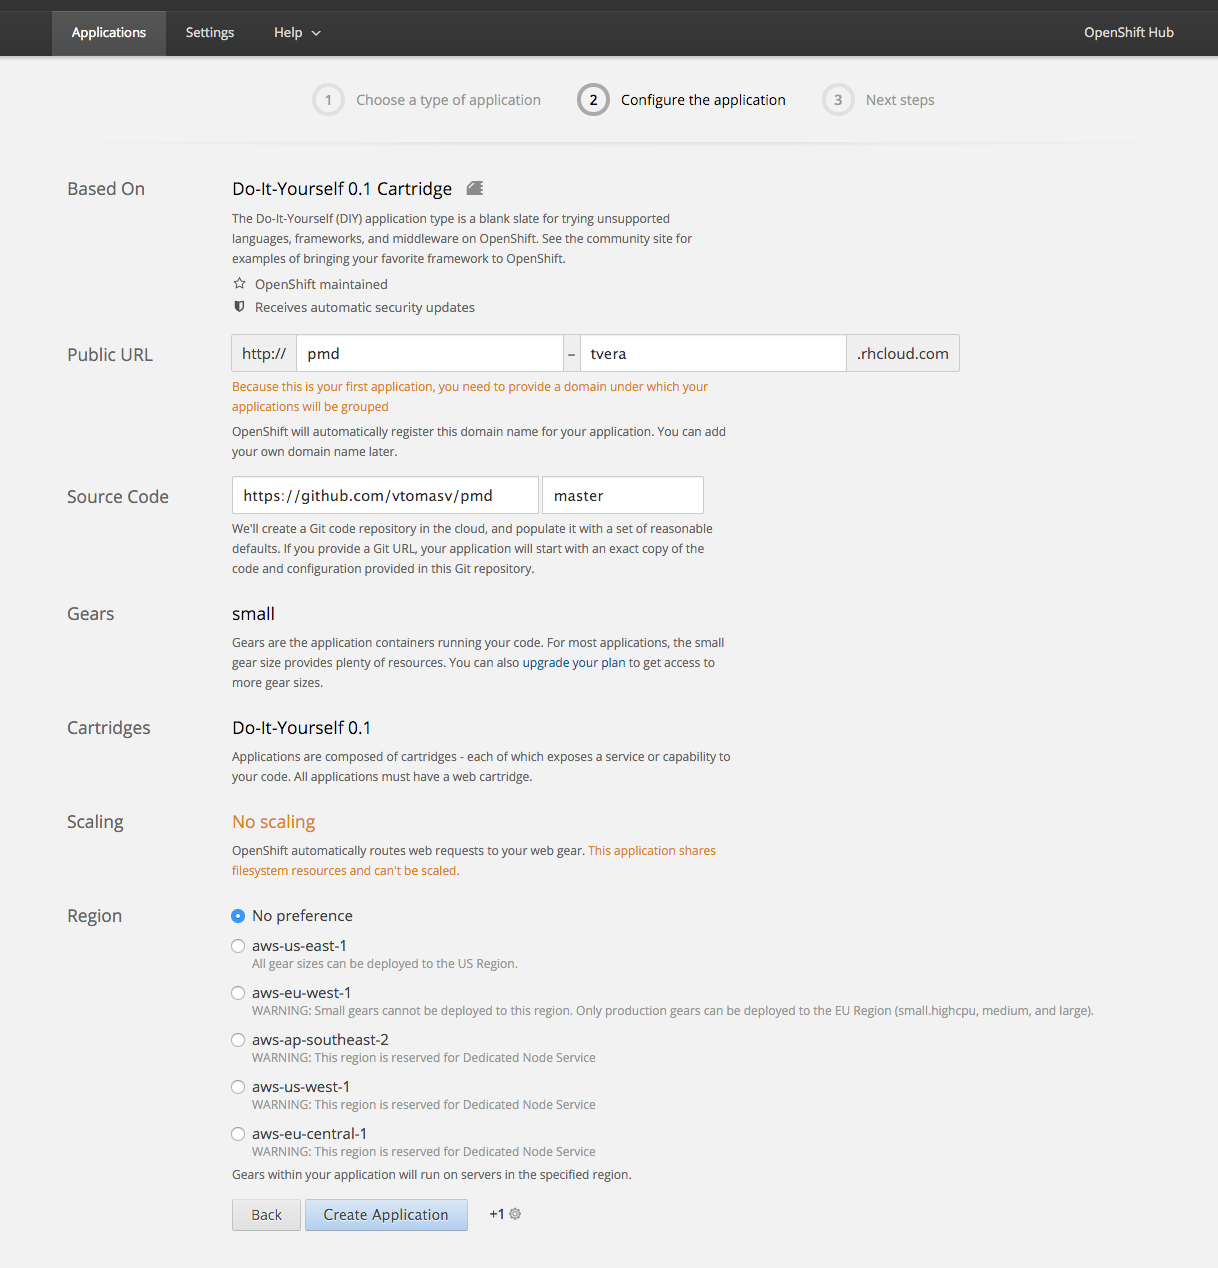 Applications Settings Help OpenShift Hub
1 Choose a type of application 2 Configure the application 3 Next steps
Based On Do-It-Yourself 0.1 Cartridge
The Do-It-Yourself (DIY) application type is a blank slate for trying unsupported
languages, frameworks, and middleware on OpenShift. See the community site for
examples of bringing your favorite framework to OpenShift.
OpenShift maintained
Receives automatic security updates
Public URL http:// pmd – tvera .rhcloud.com
Because this is your first application, you need to provide a domain under which your
applications will be grouped
OpenShift will automatically register this domain name for your application. You can add
your own domain name later.
Source Code https://github.com/vtomasv/pmd master
We'll create a Git code repository in the cloud, and populate it with a set of reasonable
defaults. If you provide a Git URL, your application will start with an exact copy of the
code and configuration provided in this Git repository.
Gears small
Gears are the application containers running your code. For most applications, the small
gear size provides plenty of resources. You can also upgrade your plan to get access to
more gear sizes.
Cartridges Do-It-Yourself 0.1
Applications are composed of cartridges - each of which exposes a service or capability to
your code. All applications must have a web cartridge.
Scaling No scaling
OpenShift automatically routes web requests to your web gear. This application shares
filesystem resources and can't be scaled.
Region No preference
aws-us-east-1
All gear sizes can be deployed to the US Region.
aws-eu-west-1
WARNING: Small gears cannot be deployed to this region. Only production gears can be deployed to the EU Region (small.highcpu, medium, and large).
aws-ap-southeast-2
WARNING: This region is reserved for Dedicated Node Service
aws-us-west-1
WARNING: This region is reserved for Dedicated Node Service
aws-eu-central-1
WARNING: This region is reserved for Dedicated Node Service
Gears within your application will run on servers in the specified region.
Back Create Application +1